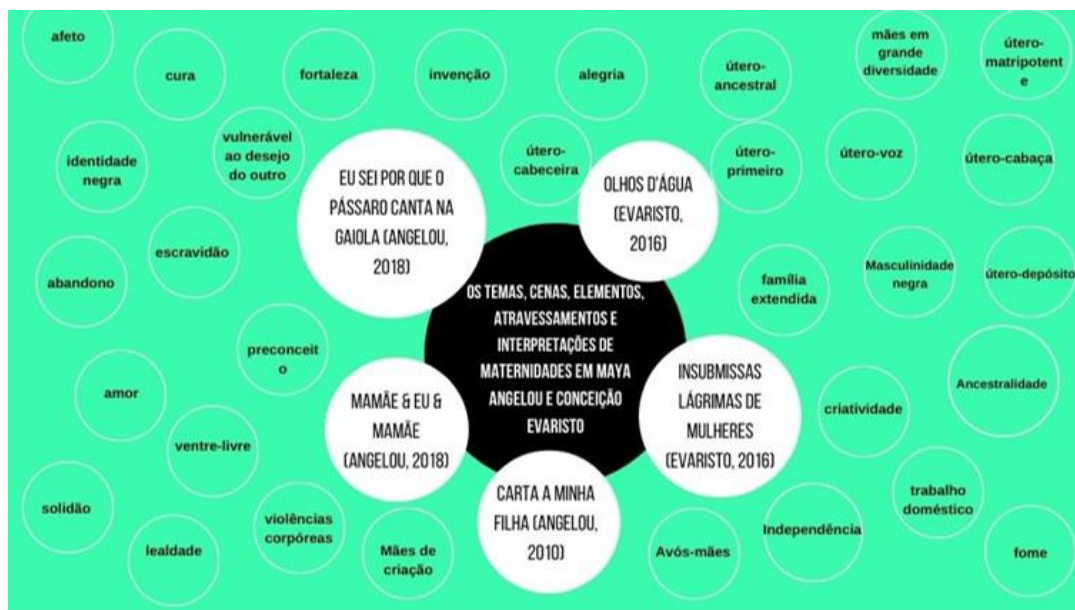 afeto
cura
fortaleza
invenção
alegria
útero-
ancestral
mães em
grande
diversidade
útero-
matripotent
e
identidade
negra
vulnerável
ao desejo
do outro
útero-
cabeceira
útero-
primeiro
útero-voz
útero-cabaça
EU SEI POR QUE O
PÁSSARO CANTA NA
GAIOLA (ANGELOU,
2018)
OLHOS D'ÁGUA
(EVARISTO,
2016)
abandono
escravidão
família
extendida
Masculinidade
negra
útero-depósito
OS TEMAS, CENAS, ELEMENTOS,
ATRAVESSAMENTOS E
INTERPRETAÇÕES DE
MATERNIDADES EM MAYA
ANGELOU E CONCEIÇÃO
EVARISTO
preconceit
o
amor
MAMÃE & EU &
MAMÃE
(ANGELOU, 2018)
INSUBMISSAS
LÁGRIMAS DE
MULHERES
(EVARISTO, 2016)
criatividade
Ancestralidade
ventre-livre
solidão
lealdade
violências
corpóreas
Mães de
criação
CARTA A MINHA
FILHA (ANGELOU,
2010)
Avós-mães
Independência
trabalho
doméstico
fome